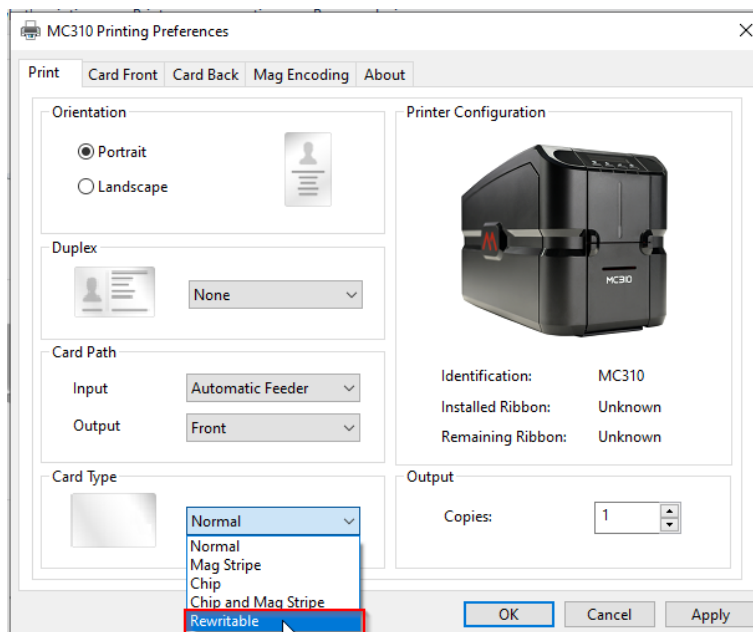 MC310 Printing Preferences
Print Card Front Card Back Mag Encoding About
Orientation
Portrait
Landscape
Duplex
None
Card Path
Input Automatic Feeder
Output Front
Card Type
Normal
Normal
Mag Stripe
Chip
Chip and Mag Stripe
Rewritable
Printer Configuration
MC310
Identification: MC310
Installed Ribbon: Unknown
Remaining Ribbon: Unknown
Output
Copies: 1
OK Cancel Apply